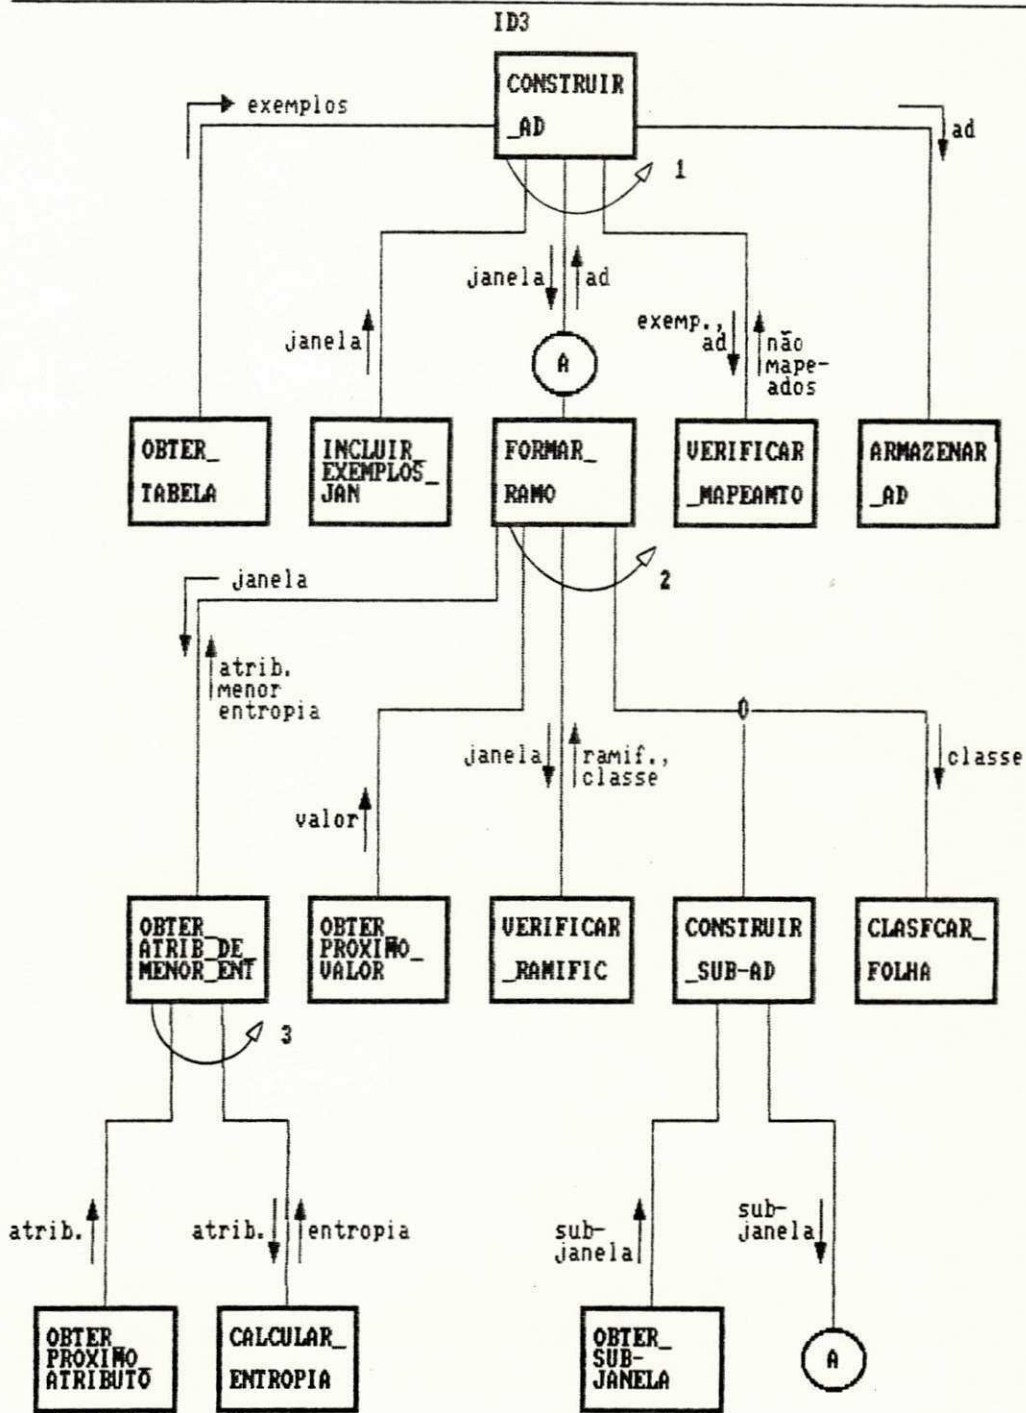 ID3
CONSTRUIR
_AD
exemplos
ad
1
janela
ad
janela
exemp.,
ad
não
mape-
ados
A
OBTER_
TABELA
INCLUIR_
EXEMPLOS_
JAN
FORMAR_
RAMO
VERIFICAR
_MAPEAMTO
ARMAZENAR
_AD
2
janela
atrib.
menor
entropia
janela
ramif.,
classe
classe
valor
OBTER_
ATRIB_DE_
MENOR_ENT
OBTER_
PROXIMO_
VALOR
VERIFICAR
_RAMIFIC
CONSTRUIR
_SUB-AD
CLASFCAR_
FOLHA
3
atrib.
atrib.
entropia
sub-
janela
sub-
janela
OBTER_
PROXIMO_
ATRIBUTO
CALCULAR_
ENTROPIA
OBTER_
SUB-
JANELA
A